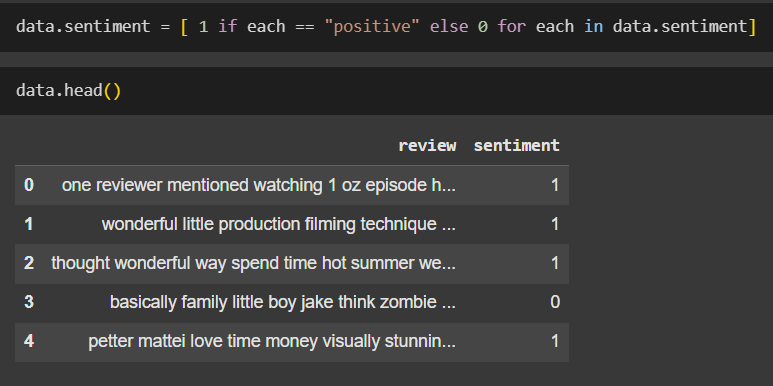 data.sentiment = [ 1 if each == "positive" else 0 for each in data.sentiment]
data.head()
review sentiment
0 one reviewer mentioned watching 1 oz episode h... 1
1 wonderful little production filming technique ... 1
2 thought wonderful way spend time hot summer we... 1
3 basically family little boy jake think zombie ... 0
4 petter mattei love time money visually stunnin... 1